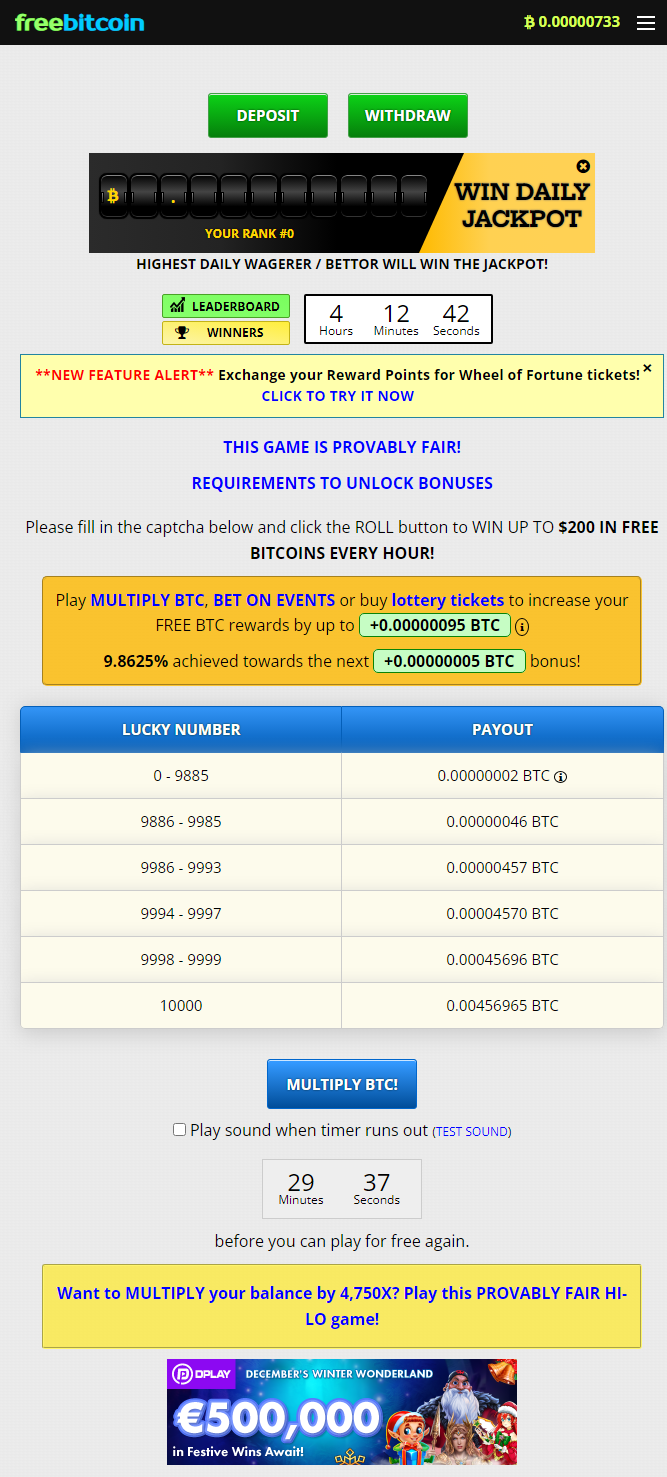 freebitcoin
₿ 0.00000733
DEPOSIT
WITHDRAW
₿ .
YOUR RANK #0
WIN DAILY
JACKPOT
HIGHEST DAILY WAGERER / BETTOR WILL WIN THE JACKPOT!
LEADERBOARD
WINNERS
4 12 42
Hours Minutes Seconds
**NEW FEATURE ALERT** Exchange your Reward Points for Wheel of Fortune tickets!
CLICK TO TRY IT NOW
THIS GAME IS PROVABLY FAIR!
REQUIREMENTS TO UNLOCK BONUSES
Please fill in the captcha below and click the ROLL button to WIN UP TO $200 IN FREE
BITCOINS EVERY HOUR!
Play MULTIPLY BTC, BET ON EVENTS or buy lottery tickets to increase your
FREE BTC rewards by up to +0.00000095 BTC
9.8625% achieved towards the next +0.00000005 BTC bonus!
LUCKY NUMBER PAYOUT
0 - 9885 0.00000002 BTC
9886 - 9985 0.00000046 BTC
9986 - 9993 0.00000457 BTC
9994 - 9997 0.00004570 BTC
9998 - 9999 0.00045696 BTC
10000 0.00456965 BTC
MULTIPLY BTC!
Play sound when timer runs out (TEST SOUND)
29 37
Minutes Seconds
before you can play for free again.
Want to MULTIPLY your balance by 4,750X? Play this PROVABLY FAIR HI-
LO game!
DPLAY
DECEMBER'S WINTER WONDERLAND
€500,000
in Festive Wins Await!